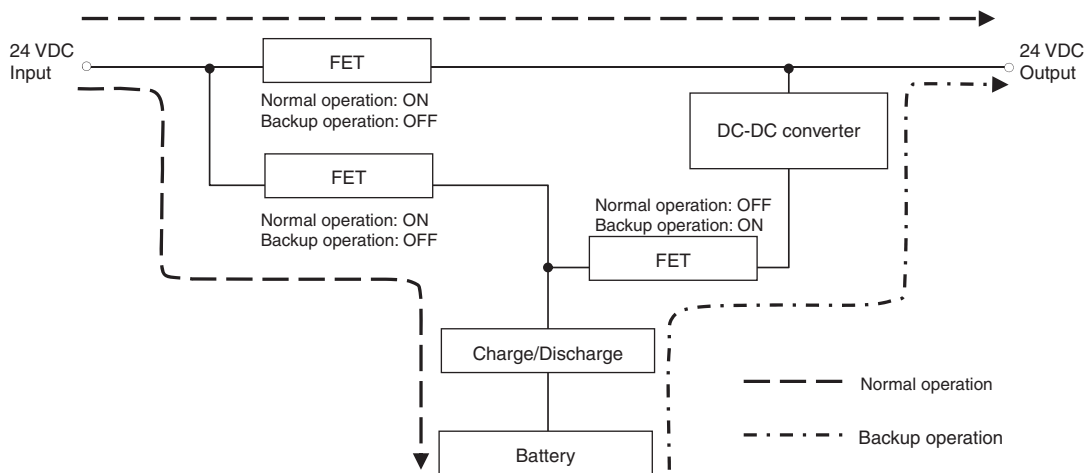 24 VDC
Input
FET
24 VDC
Output
Normal operation: ON
Backup operation: OFF
DC-DC converter
FET
Normal operation: ON
Backup operation: OFF
Normal operation: OFF
Backup operation: ON
FET
Charge/Discharge
Battery
Normal operation
Backup operation